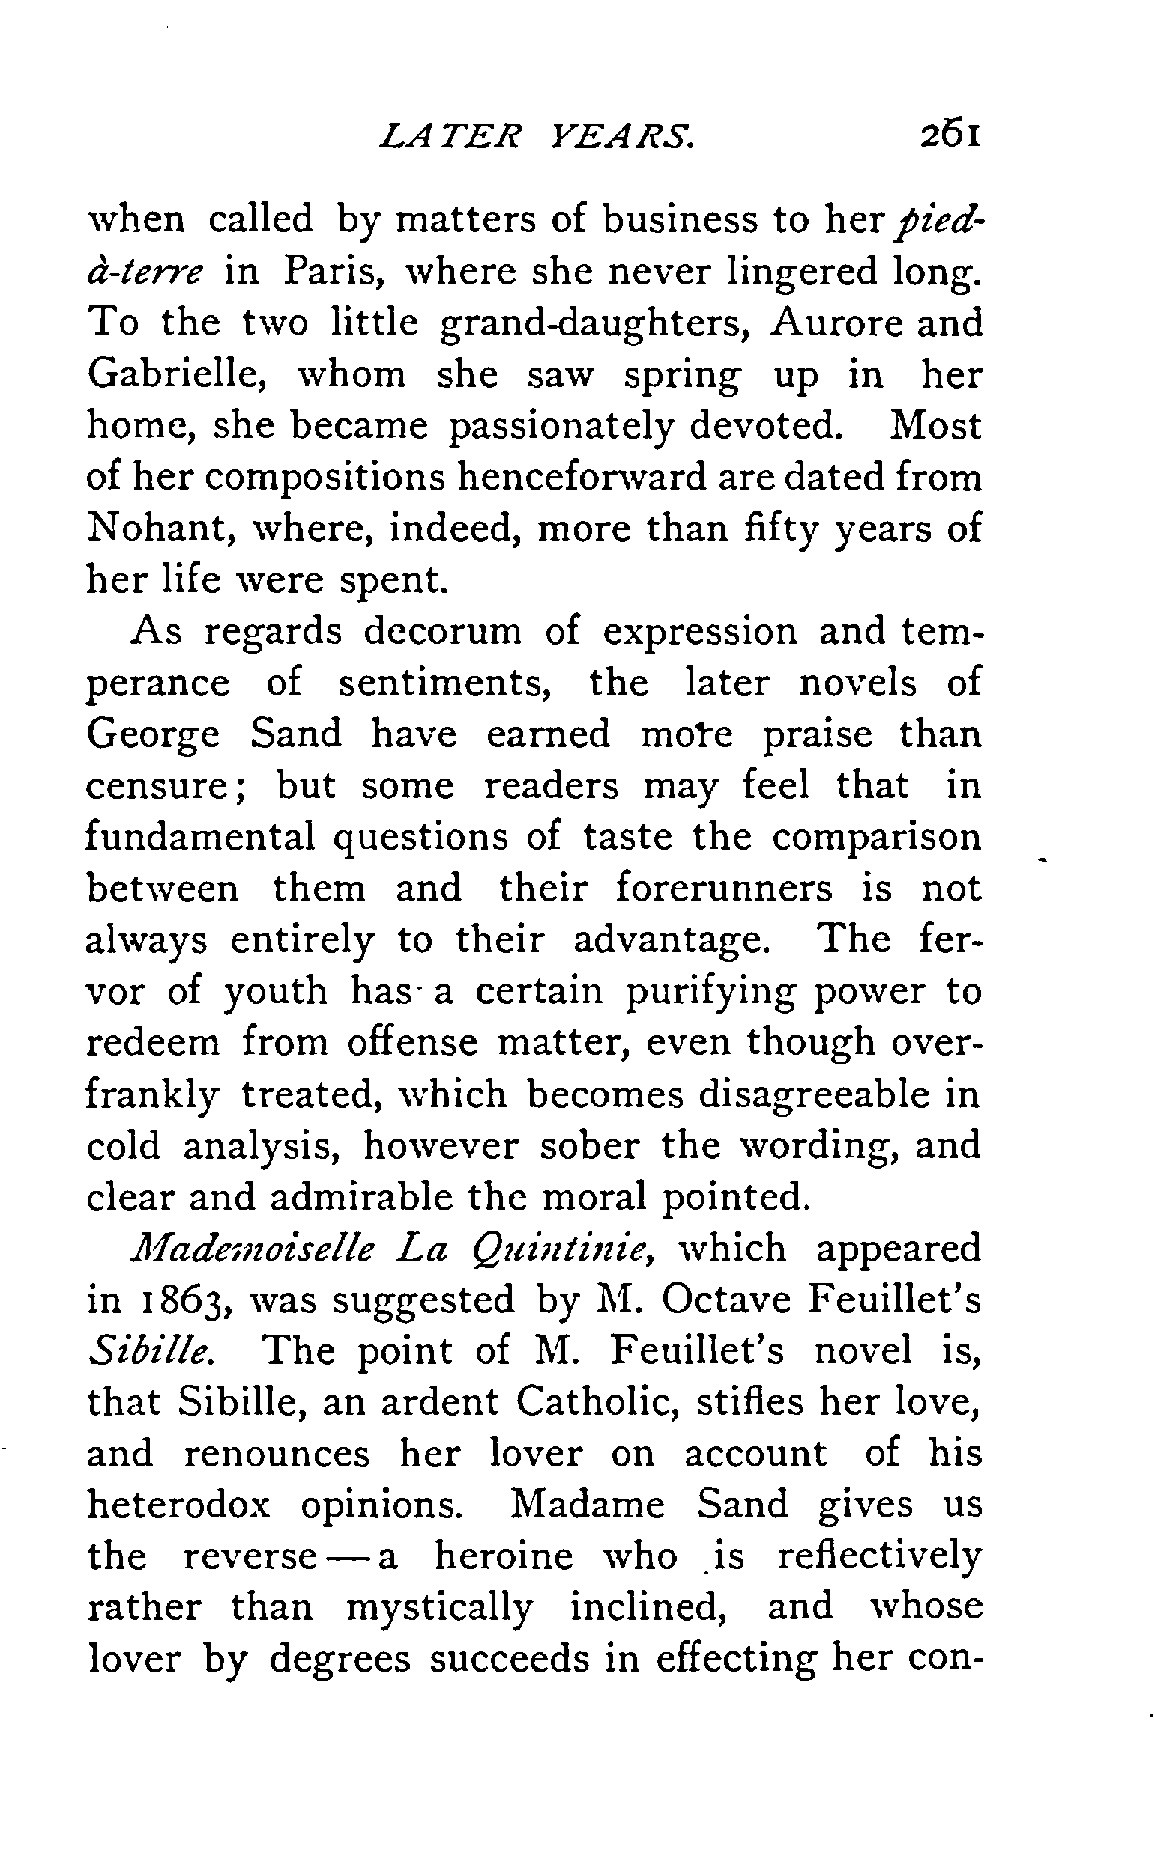 LATER YEARS. 261
when called by matters of business to her pied-
à-terre in Paris, where she never lingered long.
To the two little grand-daughters, Aurore and
Gabrielle, whom she saw spring up in her
home, she became passionately devoted. Most
of her compositions henceforward are dated from
Nohant, where, indeed, more than fifty years of
her life were spent.
As regards decorum of expression and tem-
perance of sentiments, the later novels of
George Sand have earned more praise than
censure; but some readers may feel that in
fundamental questions of taste the comparison
between them and their forerunners is not
always entirely to their advantage. The fer-
vor of youth has a certain purifying power to
redeem from offense matter, even though over-
frankly treated, which becomes disagreeable in
cold analysis, however sober the wording, and
clear and admirable the moral pointed.
Mademoiselle La Quintinie, which appeared
in 1863, was suggested by M. Octave Feuillet's
Sibille. The point of M. Feuillet's novel is,
that Sibille, an ardent Catholic, stifles her love,
and renounces her lover on account of his
heterodox opinions. Madame Sand gives us
the reverse — a heroine who is reflectively
rather than mystically inclined, and whose
lover by degrees succeeds in effecting her con-